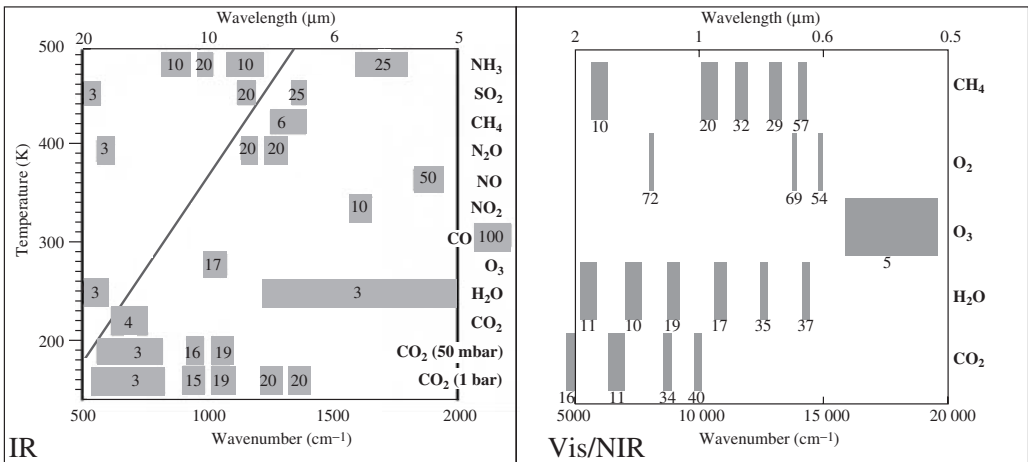 Wavelength (μm)
20 10 6 5
500
400
300
200
Temperature (K)
10 20 10 25 NH₃
3 20 25 SO₂
6 CH₄
3 20 20 N₂O
50 NO
10 NO₂
CO 100
17 O₃
3 3 H₂O
4 CO₂
3 16 19 CO₂ (50 mbar)
3 15 19 20 20 CO₂ (1 bar)
500 1000 1500 2000
Wavenumber (cm⁻¹)
IR
Wavelength (μm)
2 1 0.6 0.5
CH₄
10 20 32 29 57
O₂
72 69 54
O₃
5
H₂O
11 10 19 17 35 37
CO₂
16 11 34 40
5000 10 000 15 000 20 000
Wavenumber (cm⁻¹)
Vis/NIR